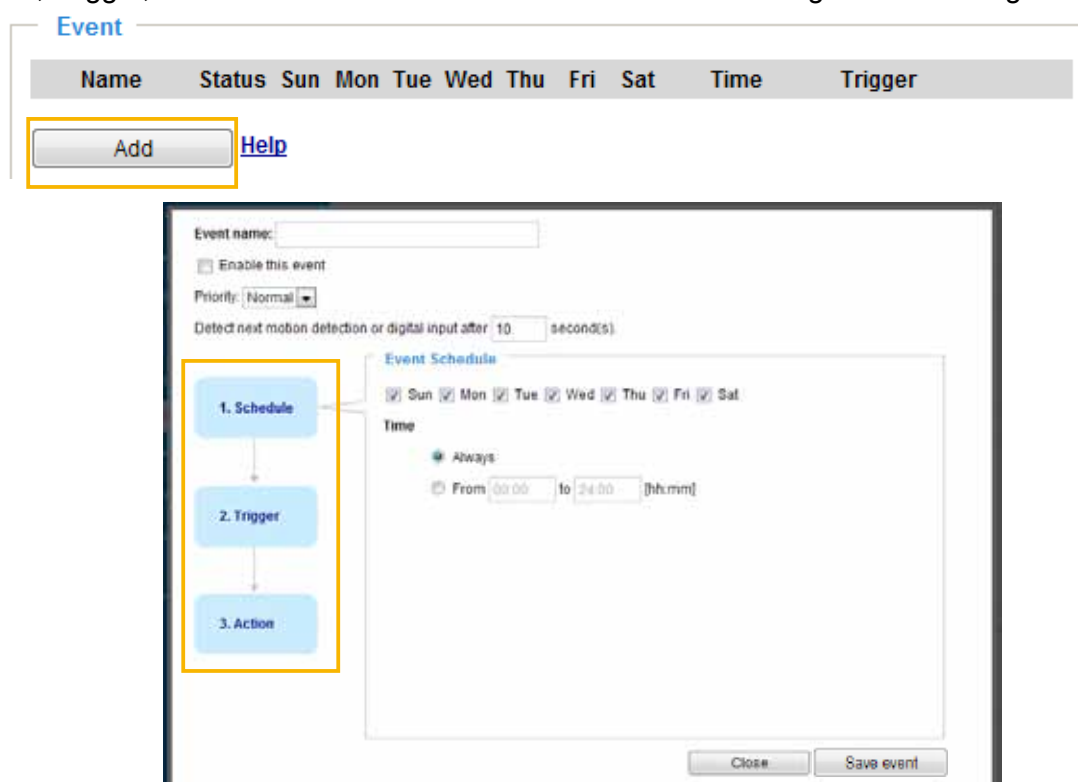 Event
Name Status Sun Mon Tue Wed Thu Fri Sat Time Trigger
Add Help
Event name:
Enable this event
Priority: Normal
Detect next motion detection or digital input after 10 second(s).
Event Schedule
1. Schedule
Sun Mon Tue Wed Thu Fri Sat
Time
Always
From 00:00 to 24:00 [hh:mm]
2. Trigger
3. Action
Close Save event